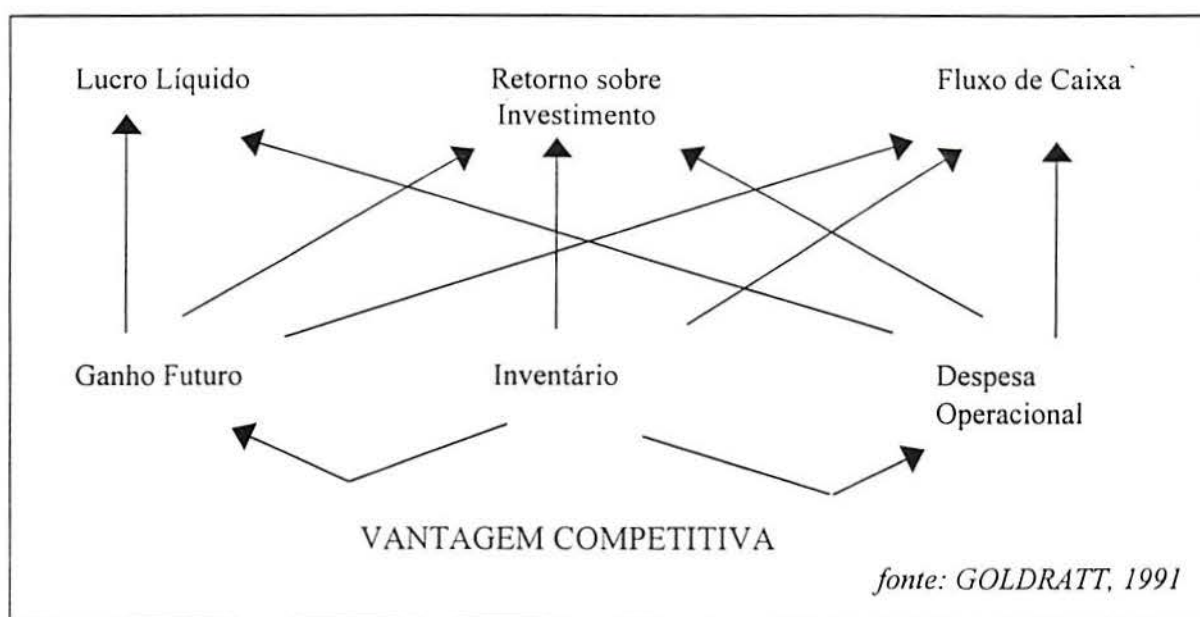 Lucro Líquido
Retorno sobre
Investimento
Fluxo de Caixa
Ganho Futuro
Inventário
Despesa
Operacional
VANTAGEM COMPETITIVA
fonte: GOLDRATT, 1991